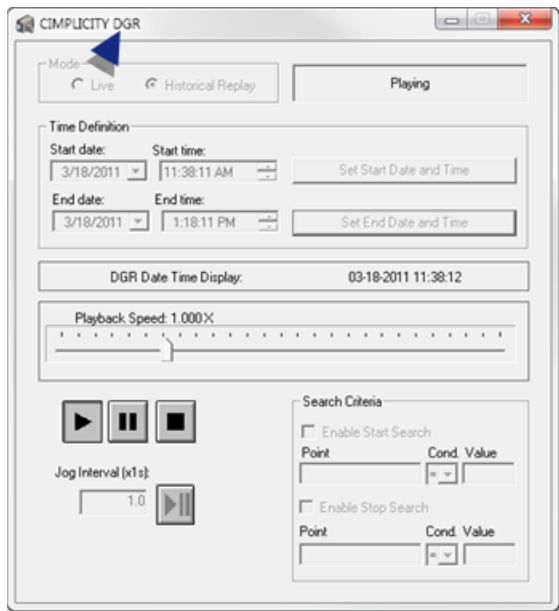 CIMPLICITY DGR
Mode
Live Historical Replay
Playing
Time Definition
Start date: Start time:
3/18/2011 11:38:11 AM Set Start Date and Time
End date: End time:
3/18/2011 1:18:11 PM Set End Date and Time
DGR Date Time Display: 03-18-2011 11:38:12
Playback Speed: 1.000X
Search Criteria
Enable Start Search
Point Cond. Value
=
Enable Stop Search
Point Cond. Value
=
Jog Interval (x1s):
1.0